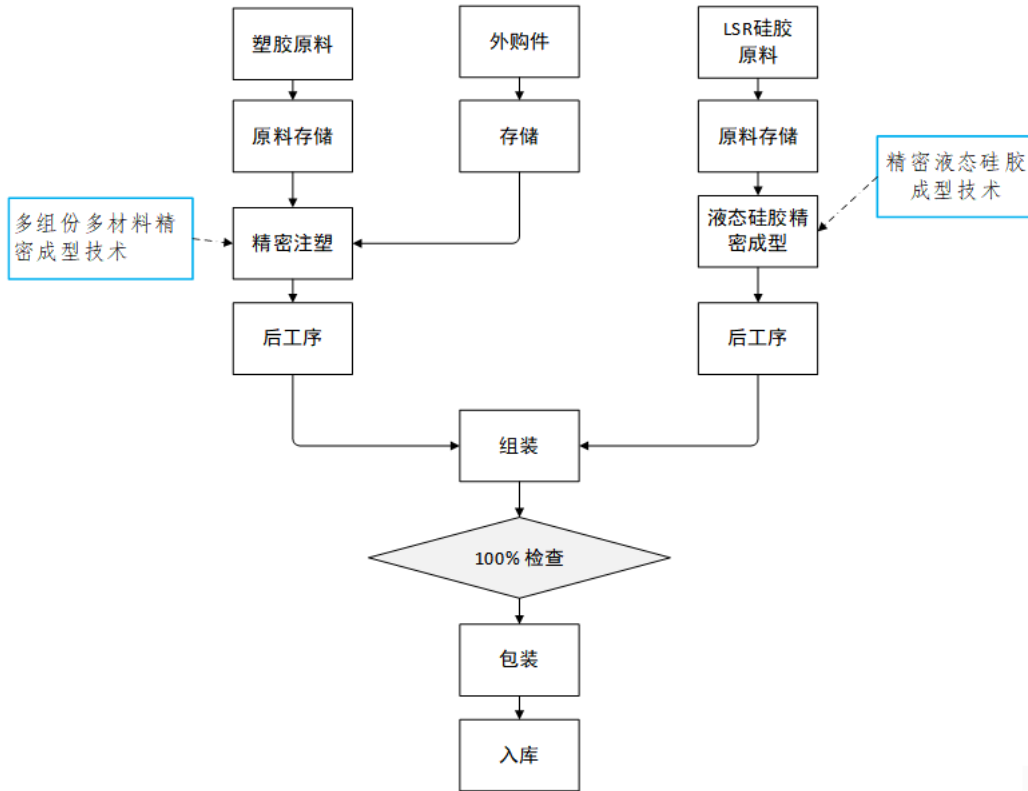 塑胶原料
外购件
LSR硅胶
原料
原料存储
存储
原料存储
精密液态硅胶
成型技术
多组份多材料精
密成型技术
精密注塑
液态硅胶精
密成型
后工序
后工序
组装
100% 检查
包装
入库